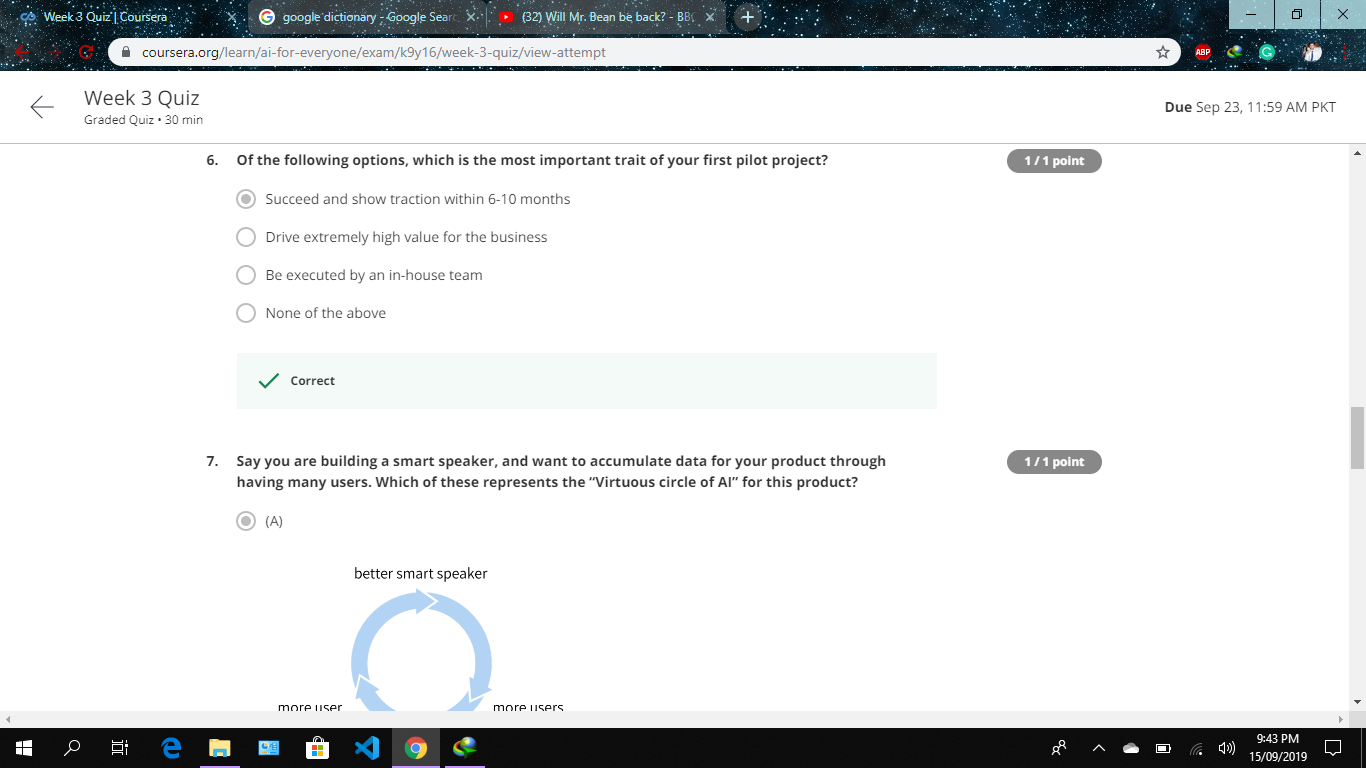 Week 3 Quiz | Coursera
google dictionary - Google Sear
(32) Will Mr. Bean be back? - BB
coursera.org/learn/ai-for-everyone/exam/k9y16/week-3-quiz/view-attempt
ABP
Week 3 Quiz
Graded Quiz • 30 min
Due Sep 23, 11:59 AM PKT
6. Of the following options, which is the most important trait of your first pilot project?
1 / 1 point
Succeed and show traction within 6-10 months
Drive extremely high value for the business
Be executed by an in-house team
None of the above
Correct
7. Say you are building a smart speaker, and want to accumulate data for your product through
1 / 1 point
having many users. Which of these represents the “Virtuous circle of AI” for this product?
(A)
better smart speaker
more user
more users
9:43 PM
15/09/2019